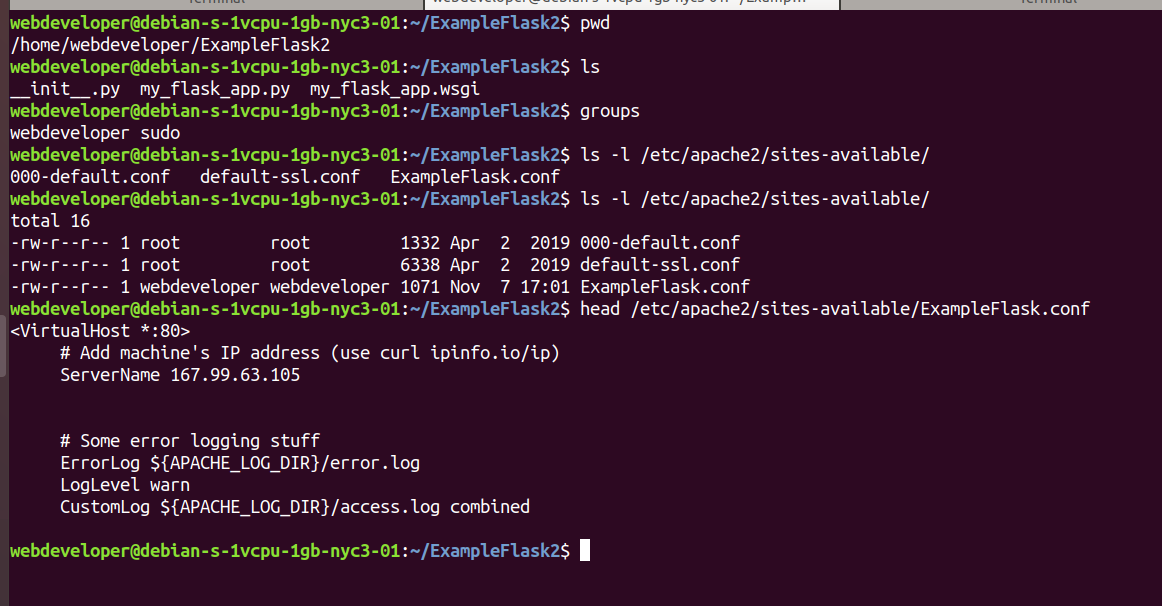 Terminal
Terminal
webdeveloper@debian-s-1vcpu-1gb-nyc3-01:~/ExampleFlask2$ pwd
/home/webdeveloper/ExampleFlask2
webdeveloper@debian-s-1vcpu-1gb-nyc3-01:~/ExampleFlask2$ ls
__init__.py  my_flask_app.py  my_flask_app.wsgi
webdeveloper@debian-s-1vcpu-1gb-nyc3-01:~/ExampleFlask2$ groups
webdeveloper sudo
webdeveloper@debian-s-1vcpu-1gb-nyc3-01:~/ExampleFlask2$ ls -l /etc/apache2/sites-available/
000-default.conf   default-ssl.conf   ExampleFlask.conf
webdeveloper@debian-s-1vcpu-1gb-nyc3-01:~/ExampleFlask2$ ls -l /etc/apache2/sites-available/
total 16
-rw-r--r-- 1 root         root         1332 Apr  2  2019 000-default.conf
-rw-r--r-- 1 root         root         6338 Apr  2  2019 default-ssl.conf
-rw-r--r-- 1 webdeveloper webdeveloper 1071 Nov  7 17:01 ExampleFlask.conf
webdeveloper@debian-s-1vcpu-1gb-nyc3-01:~/ExampleFlask2$ head /etc/apache2/sites-available/ExampleFlask.conf
<VirtualHost *:80>
     # Add machine's IP address (use curl ipinfo.io/ip)
     ServerName 167.99.63.105
     # Some error logging stuff
     ErrorLog ${APACHE_LOG_DIR}/error.log
     LogLevel warn
     CustomLog ${APACHE_LOG_DIR}/access.log combined
webdeveloper@debian-s-1vcpu-1gb-nyc3-01:~/ExampleFlask2$